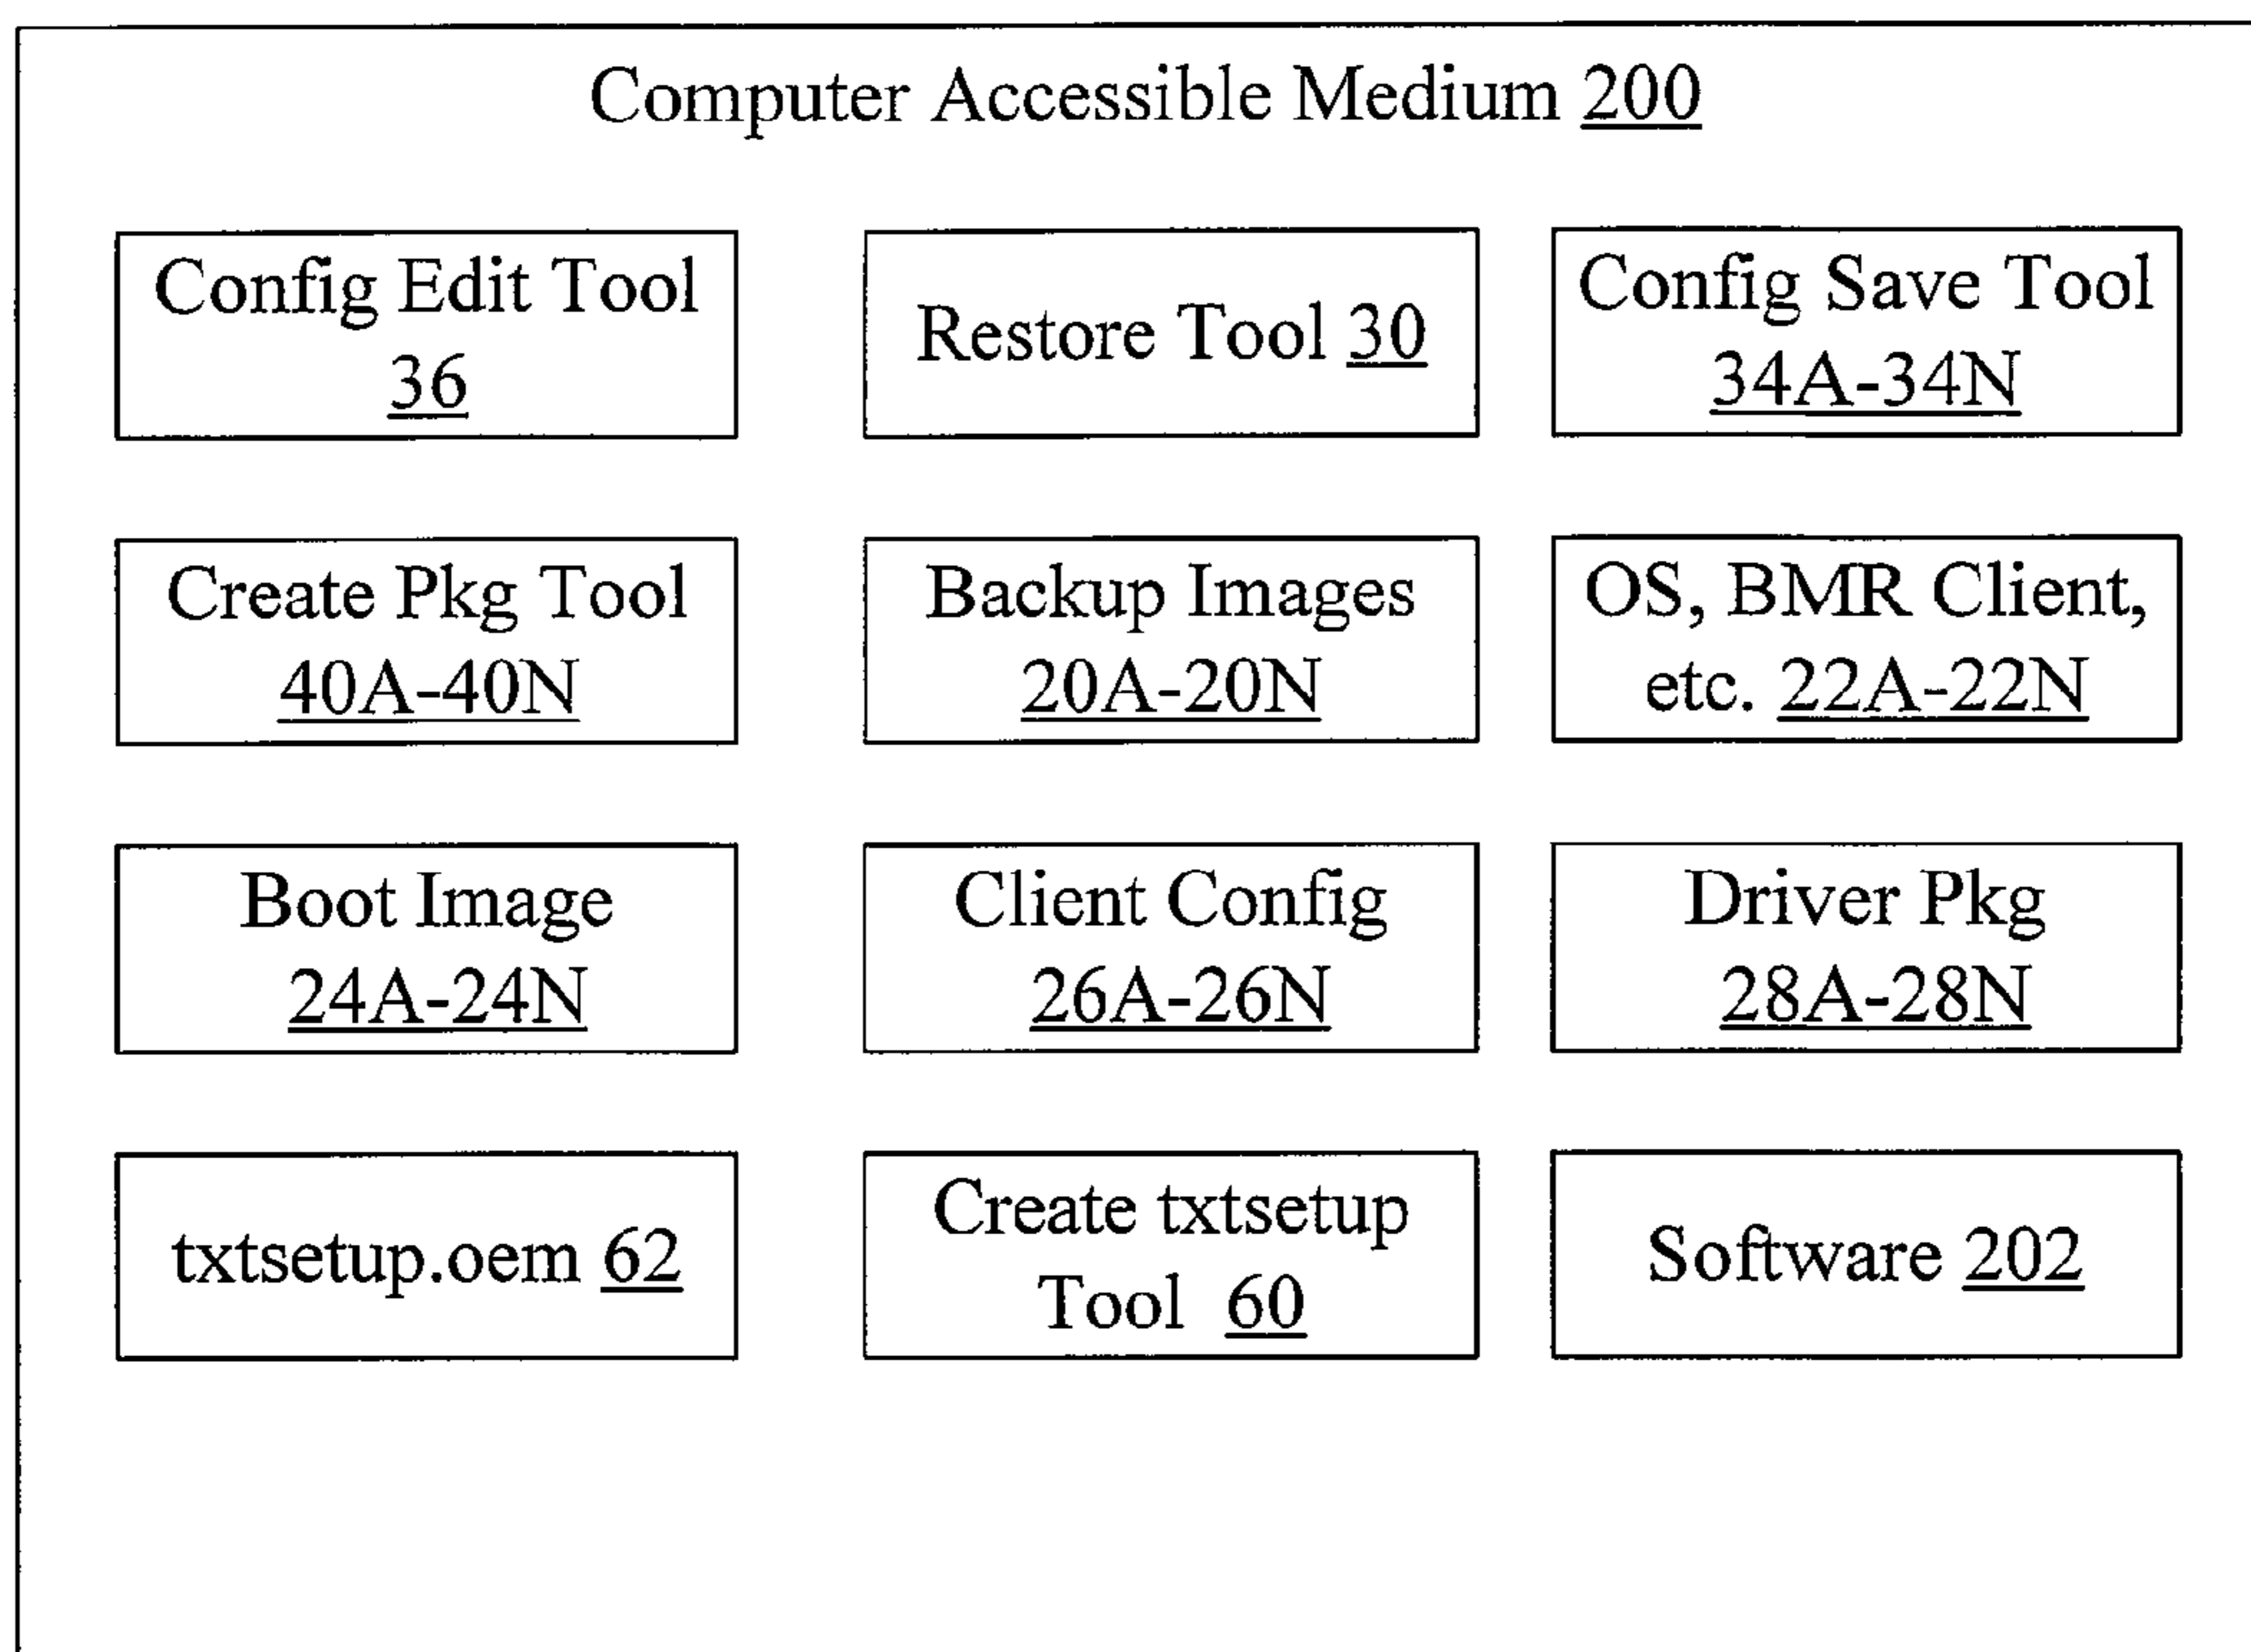 Computer Accessible Medium 200
Config Edit Tool
36
Restore Tool 30
Config Save Tool
34A-34N
Create Pkg Tool
40A-40N
Backup Images
20A-20N
OS, BMR Client,
etc. 22A-22N
Boot Image
24A-24N
Client Config
26A-26N
Driver Pkg
28A-28N
txtsetup.oem 62
Create txtsetup
Tool 60
Software 202